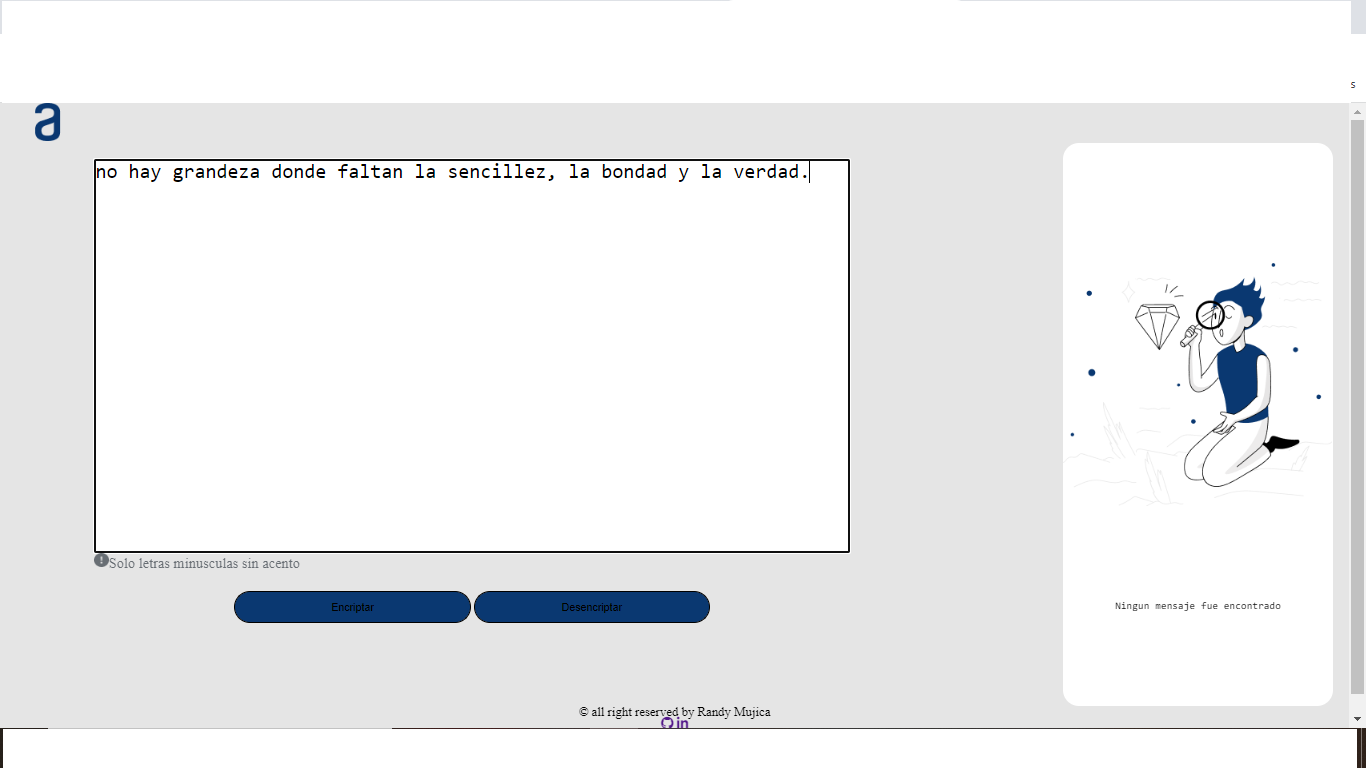 s
a
no hay grandeza donde faltan la sencillez, la bondad y la verdad.
Solo letras minusculas sin acento
Encriptar
Desencriptar
Ningun mensaje fue encontrado
© all right reserved by Randy Mujica
in